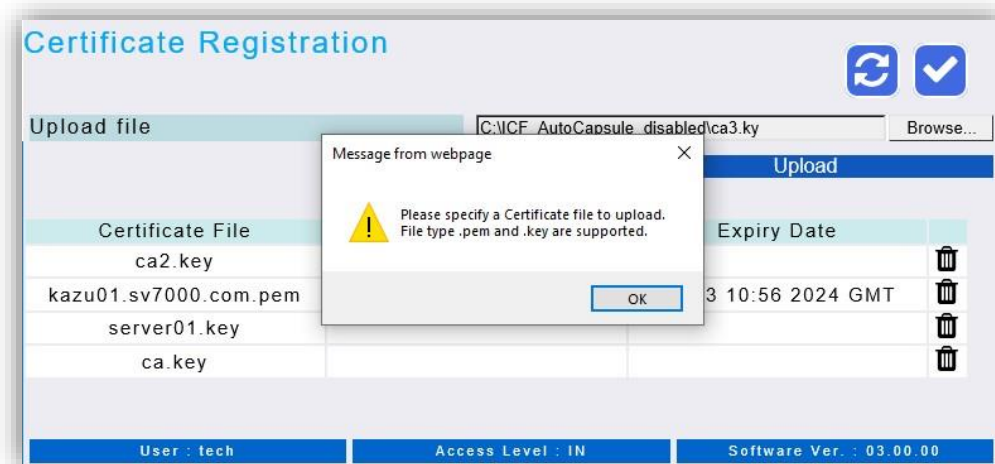 Certificate Registration
Upload file
C:\ICF_AutoCapsule_disabled\ca3.ky
Browse...
Message from webpage
Upload
Please specify a Certificate file to upload.
File type .pem and .key are supported.
OK
Certificate File
Expiry Date
ca2.key
kazu01.sv7000.com.pem
3 10:56 2024 GMT
server01.key
ca.key
User : tech
Access Level : IN
Software Ver. : 03.00.00